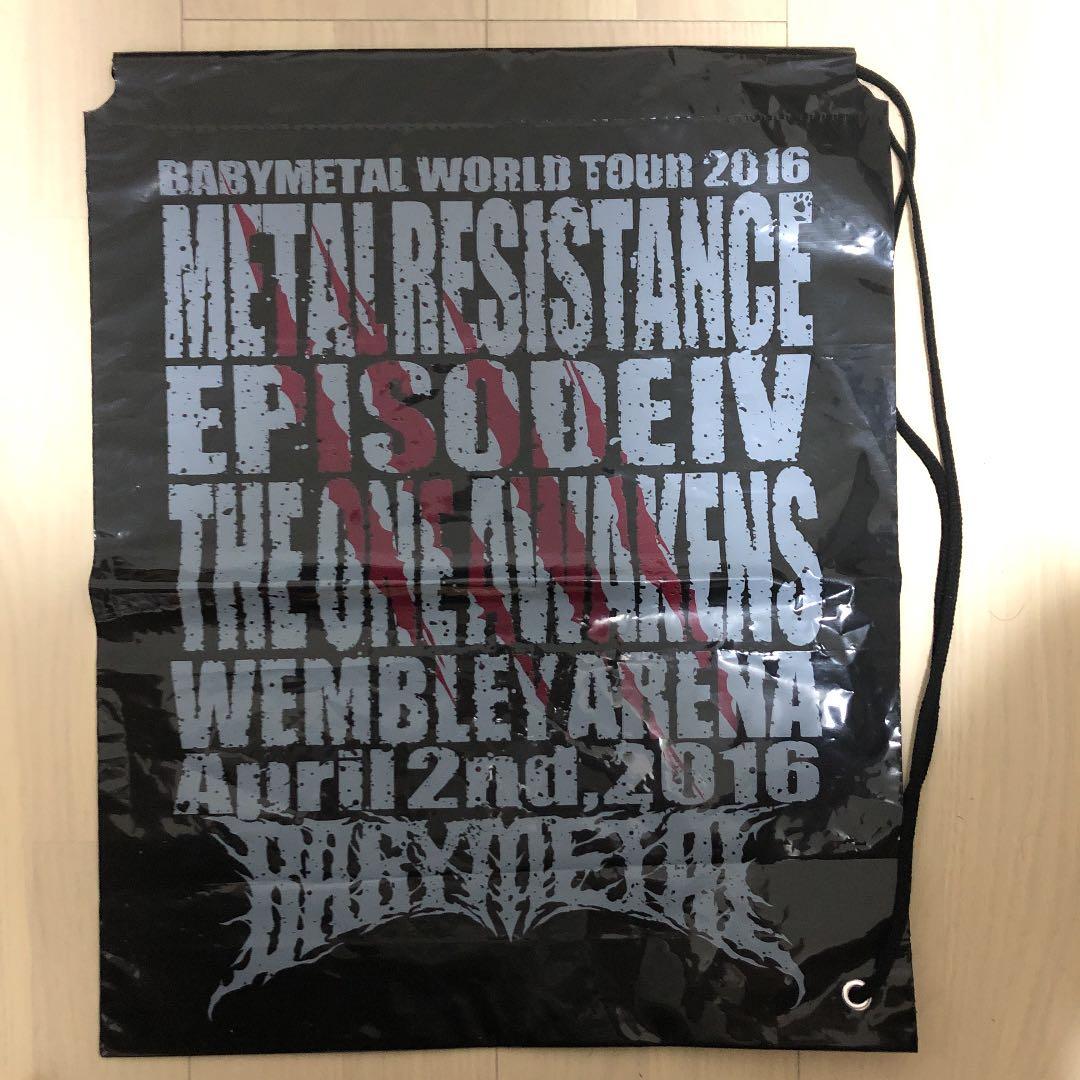 BABYMETAL WORLD TOUR 2016
METAL RESISTANCE
EPISODE IV
THE ONE AWAKENS
WEMBLEY ARENA
April 2nd, 2016
BABYMETAL